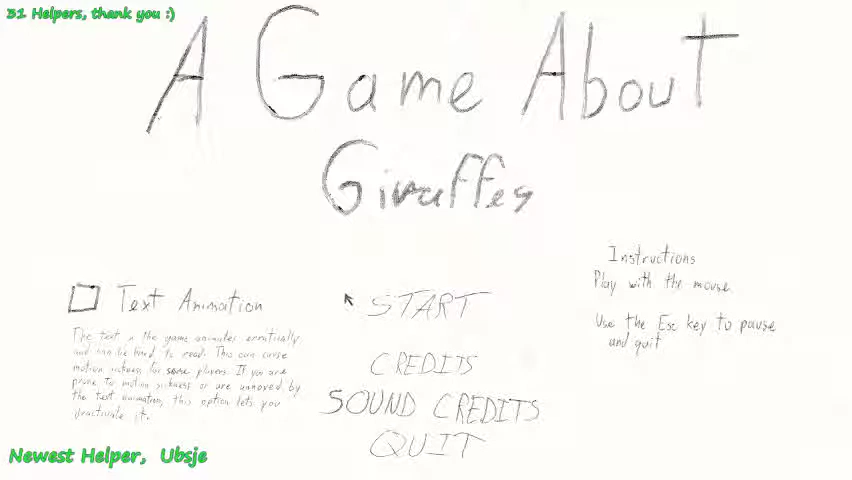 31 Helpers, thank you :)
A Game About
Giraffes
Text Animation
The text in the game animates erratically
and can be hard to read. This can cause
motion sickness for some players. If you are
prone to motion sickness or are annoyed by
the text animation, this option lets you
deactivate it.
START
CREDITS
SOUND CREDITS
QUIT
Instructions
Play with the mouse
Use the Esc key to pause
and quit
Newest Helper, Ubsje